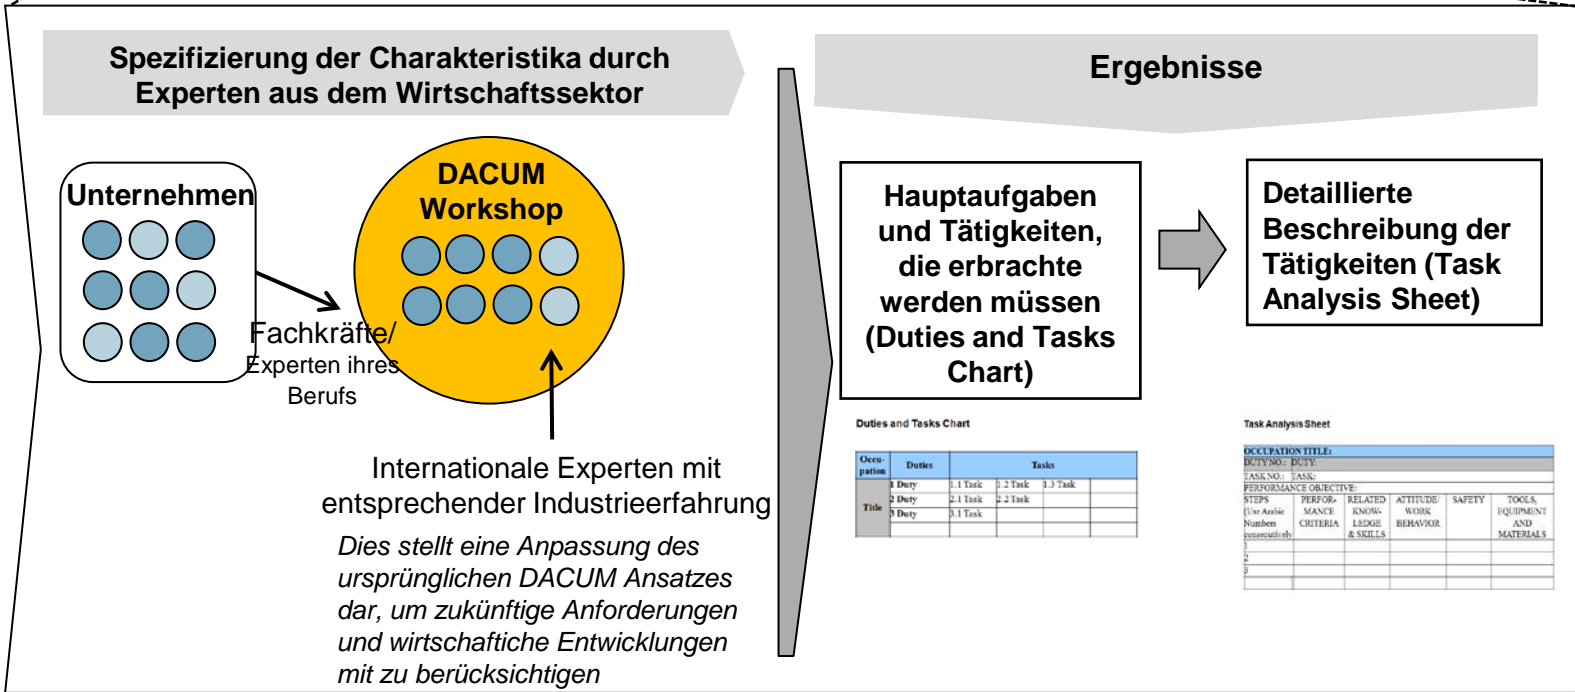 Spezifizierung der Charakteristika durch
Experten aus dem Wirtschaftssektor
Unternehmen
Fachkräfte/
Experten ihres
Berufs
DACUM
Workshop
Internationale Experten mit
entsprechender Industrieerfahrung
Dies stellt eine Anpassung des
ursprünglichen DACUM Ansatzes
dar, um zukünftige Anforderungen
und wirtschaftiche Entwicklungen
mit zu berücksichtigen
Ergebnisse
Hauptaufgaben
und Tätigkeiten,
die erbrachte
werden müssen
(Duties and Tasks
Chart)
Detaillierte
Beschreibung der
Tätigkeiten (Task
Analysis Sheet)
Duties and Tasks Chart
Occu-
pation
Duties
Tasks
Title
1 Duty 1.1 Task 1.2 Task 1.3 Task
2 Duty 2.1 Task 2.2 Task
3 Duty 3.1 Task
Task Analysis Sheet
OCCUPATION TITLE:
DUTY NO.: DUTY:
TASK NO.: TASK:
PERFORMANCE OBJECTIVE:
STEPS
(Use Arabic
Numbers
consecutively
PERFOR-
MANCE
CRITERIA
RELATED
KNOW-
LEDGE
& SKILLS
ATTITUDE/
WORK
BEHAVIOR
SAFETY
TOOLS,
EQUIPMENT
AND
MATERIALS
1
2
3